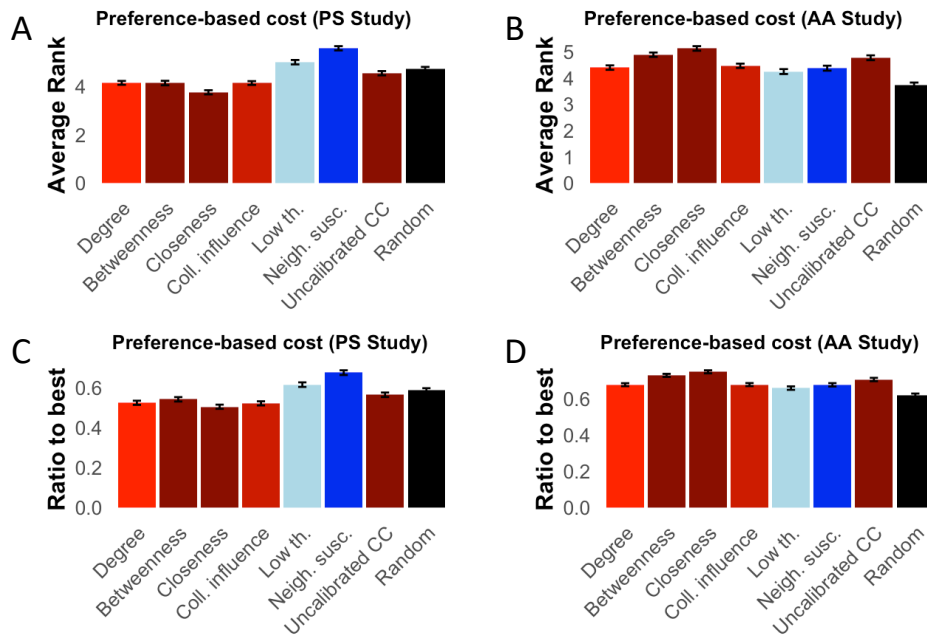 A
Preference-based cost (PS Study)
Average Rank
4
2
0
Degree
Betweenness
Closeness
Coll. influence
Low th.
Neigh. susc.
Uncalibrated CC
Random
B
Preference-based cost (AA Study)
Average Rank
5
4
3
2
1
0
Degree
Betweenness
Closeness
Coll. influence
Low th.
Neigh. susc.
Uncalibrated CC
Random
C
Preference-based cost (PS Study)
Ratio to best
0.6
0.4
0.2
0.0
Degree
Betweenness
Closeness
Coll. influence
Low th.
Neigh. susc.
Uncalibrated CC
Random
D
Preference-based cost (AA Study)
Ratio to best
0.6
0.4
0.2
0.0
Degree
Betweenness
Closeness
Coll. influence
Low th.
Neigh. susc.
Uncalibrated CC
Random